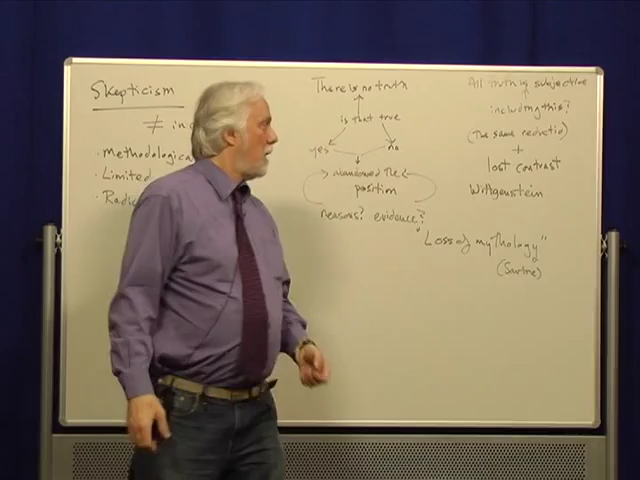 Skepticism
≠ in
· Methodologica
· Limited
· Radic
There is no truth
is that true
yes no
abandoned the
position
reasons? evidence?
"Loss of mythology"
(Sartre)
All truth is subjective
including this?
(The same reductio)
+
lost contrast
Wittgenstein